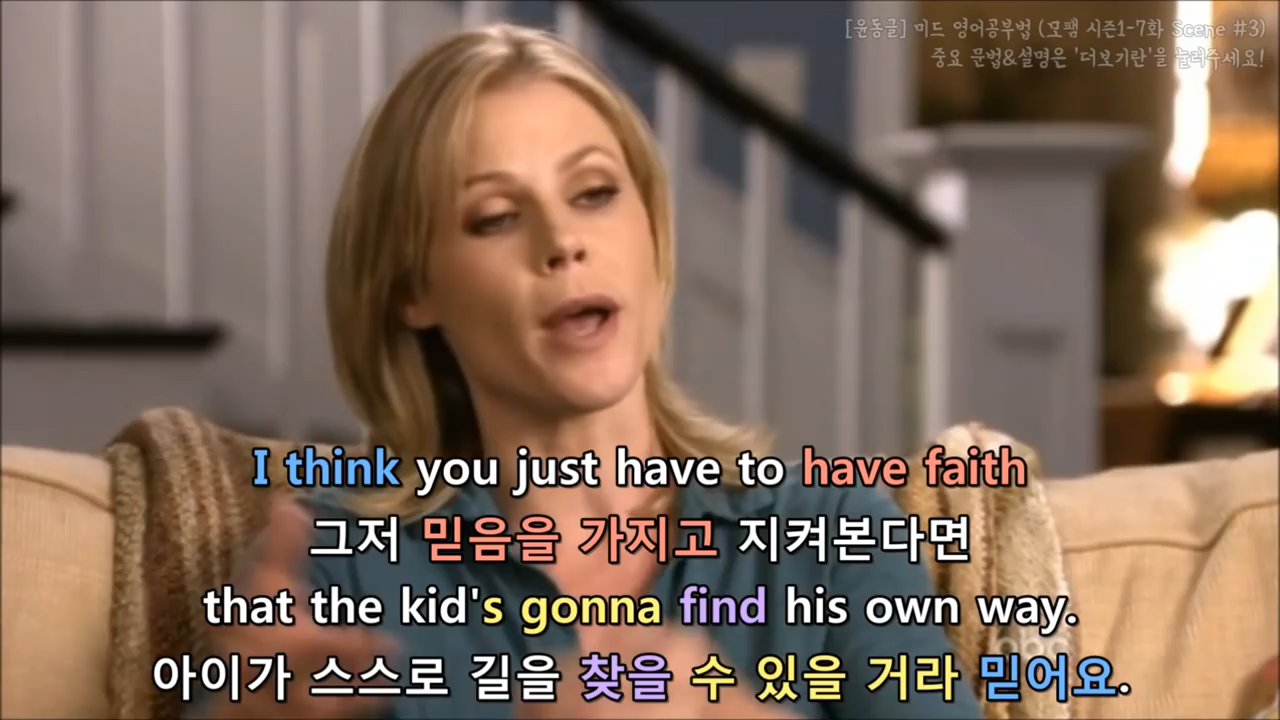 [윤동글] 미드 영어공부법 (모팸 시즌1-7화 Scene #3)
중요 문법&설명은 '더보기란'을 눌러주세요!
I think you just have to have faith
그저 믿음을 가지고 지켜본다면
that the kid's gonna find his own way.
아이가 스스로 길을 찾을 수 있을 거라 믿어요.
abc